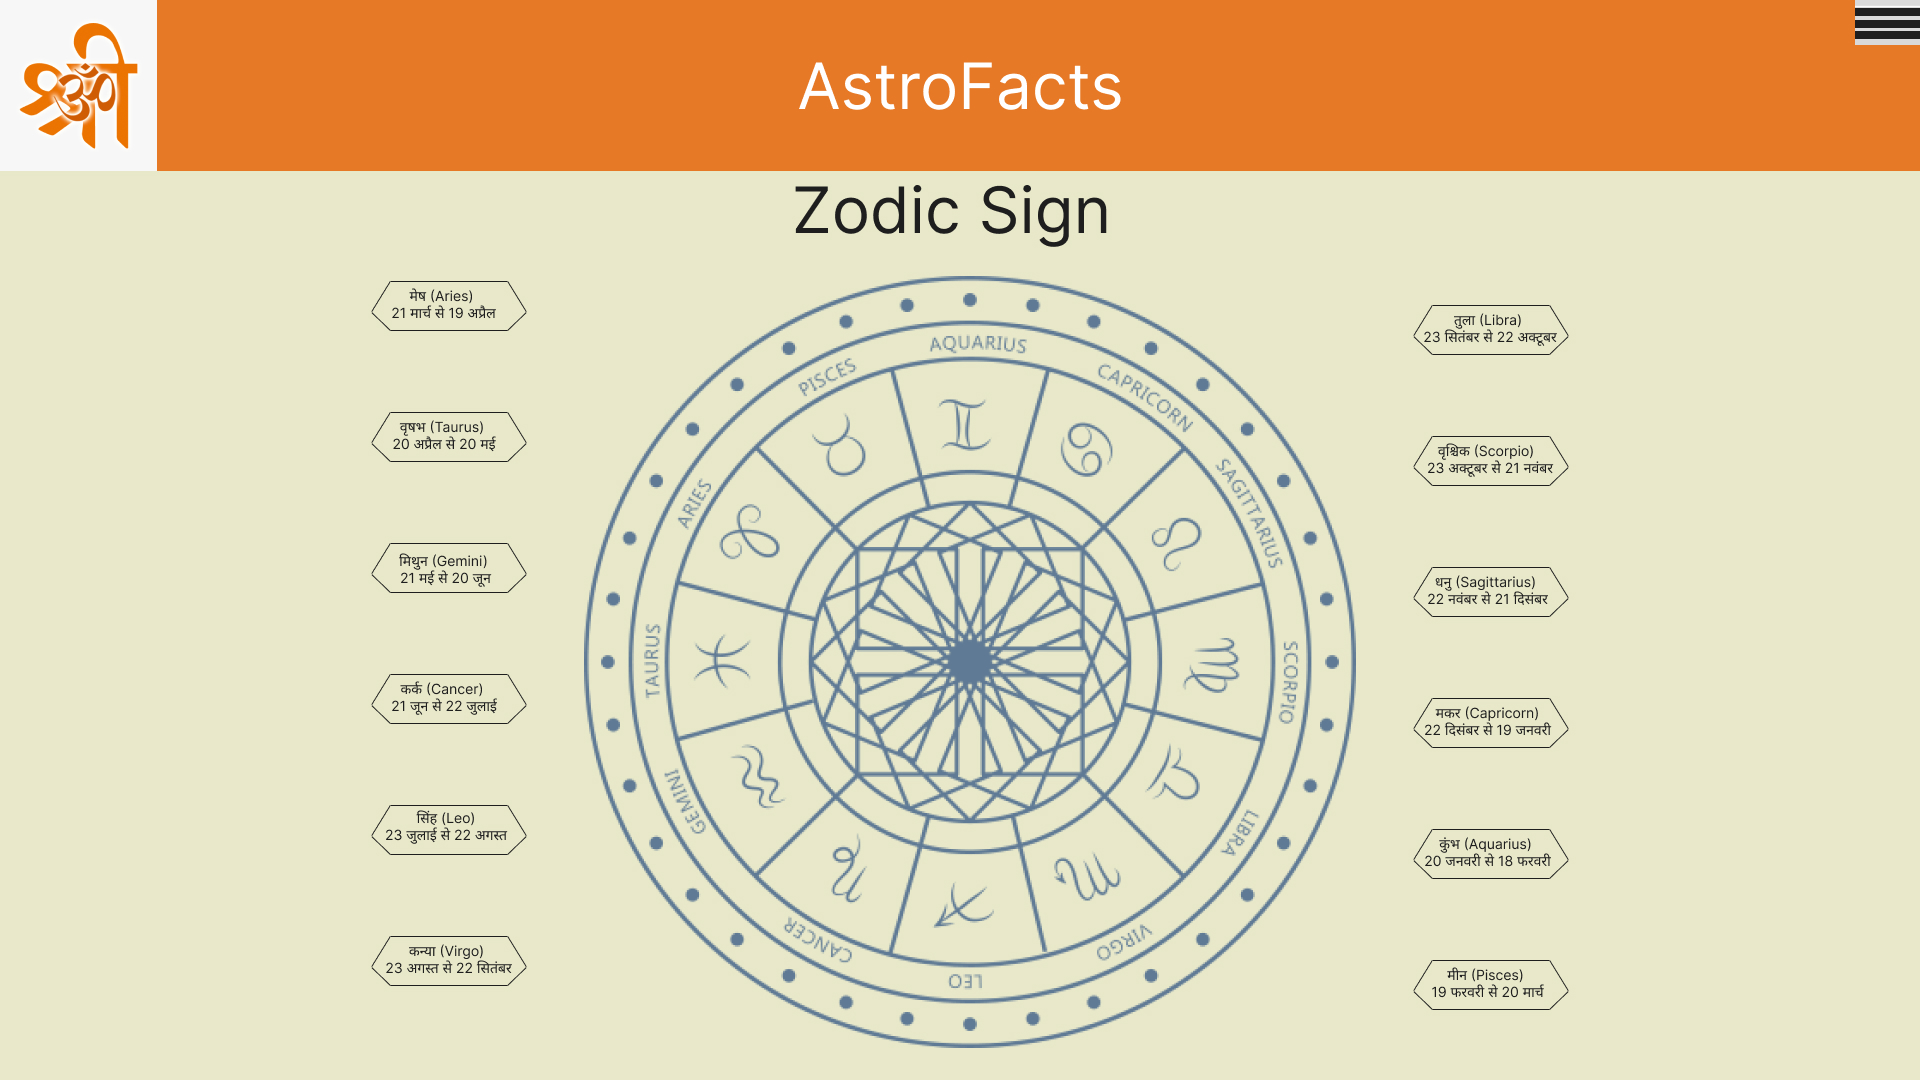 श्री
ॐ
AstroFacts
Zodic Sign
मेष (Aries)
21 मार्च से 19 अप्रैल
वृषभ (Taurus)
20 अप्रैल से 20 मई
मिथुन (Gemini)
21 मई से 20 जून
कर्क (Cancer)
21 जून से 22 जुलाई
सिंह (Leo)
23 जुलाई से 22 अगस्त
कन्या (Virgo)
23 अगस्त से 22 सितंबर
AQUARIUS
CAPRICORN
SAGITTARIUS
SCORPIO
LIBRA
VIRGO
LEO
CANCER
GEMINI
TAURUS
ARIES
PISCES
तुला (Libra)
23 सितंबर से 22 अक्टूबर
वृश्चिक (Scorpio)
23 अक्टूबर से 21 नवंबर
धनु (Sagittarius)
22 नवंबर से 21 दिसंबर
मकर (Capricorn)
22 दिसंबर से 19 जनवरी
कुंभ (Aquarius)
20 जनवरी से 18 फरवरी
मीन (Pisces)
19 फरवरी से 20 मार्च